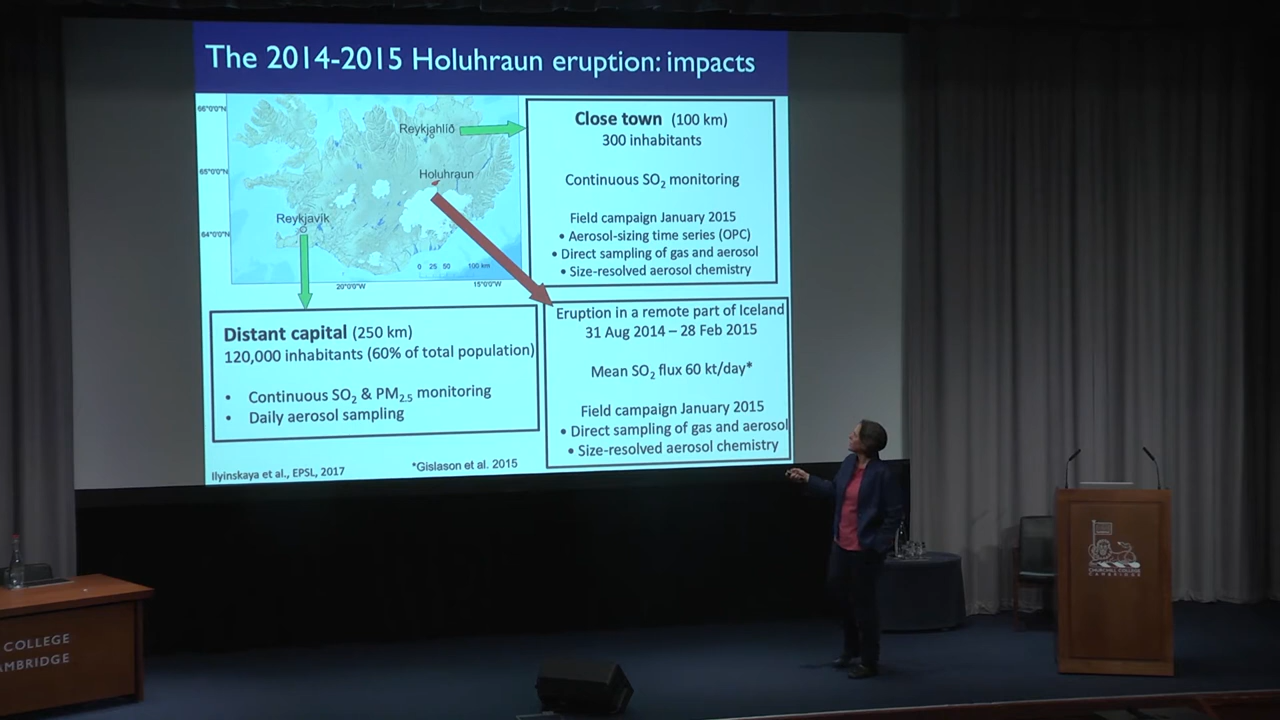 The 2014-2015 Holuhraun eruption: impacts
66°0'0"N
65°0'0"N
64°0'0"N
Reykjahlíð
Holuhraun
Reykjavík
0 25 50 100 km
20°0'0"W
15°0'0"W
Close town (100 km)
300 inhabitants
Continuous SO₂ monitoring
Field campaign January 2015
• Aerosol-sizing time series (OPC)
• Direct sampling of gas and aerosol
• Size-resolved aerosol chemistry
Distant capital (250 km)
120,000 inhabitants (60% of total population)
• Continuous SO₂ & PM₂.₅ monitoring
• Daily aerosol sampling
Eruption in a remote part of Iceland
31 Aug 2014 – 28 Feb 2015
Mean SO₂ flux 60 kt/day*
Field campaign January 2015
• Direct sampling of gas and aerosol
• Size-resolved aerosol chemistry
Ilyinskaya et al., EPSL, 2017
*Gislason et al. 2015
CHURCHILL COLLEGE
CAMBRIDGE
COLLEGE
AMBRIDGE